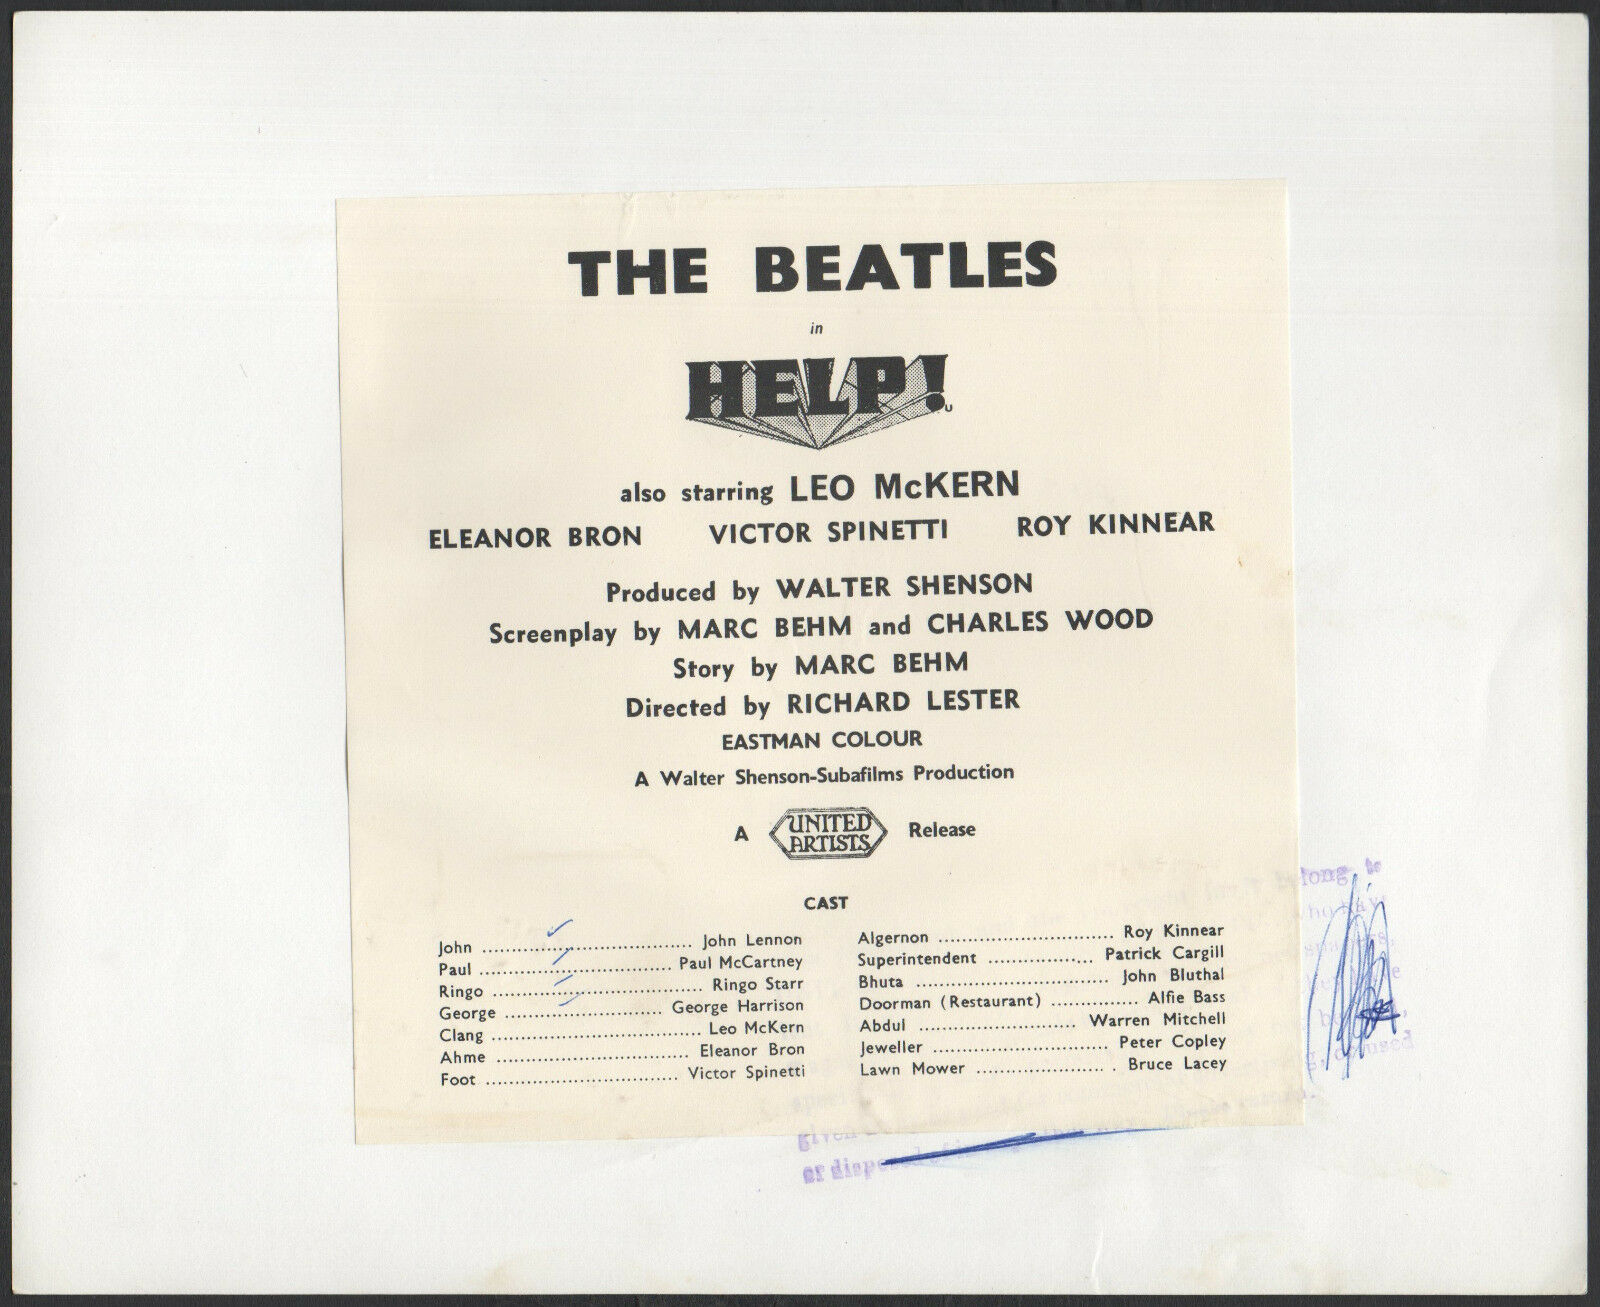 THE BEATLES
in
HELP!
U
also starring LEO McKERN
ELEANOR BRON VICTOR SPINETTI ROY KINNEAR
Produced by WALTER SHENSON
Screenplay by MARC BEHM and CHARLES WOOD
Story by MARC BEHM
Directed by RICHARD LESTER
EASTMAN COLOUR
A Walter Shenson-Subafilms Production
A UNITED ARTISTS Release
CAST
John .................................... John Lennon
Paul ................................. Paul McCartney
Ringo .................................. Ringo Starr
George ........................... George Harrison
Clang ..................................... Leo McKern
Ahme .................................. Eleanor Bron
Foot .................................. Victor Spinetti
Algernon ............................... Roy Kinnear
Superintendent .................. Patrick Cargill
Bhuta .................................. John Bluthal
Doorman (Restaurant) ............... Alfie Bass
Abdul ........................... Warren Mitchell
Jeweller ............................... Peter Copley
Lawn Mower ........................ Bruce Lacey
long to
given
or disposed